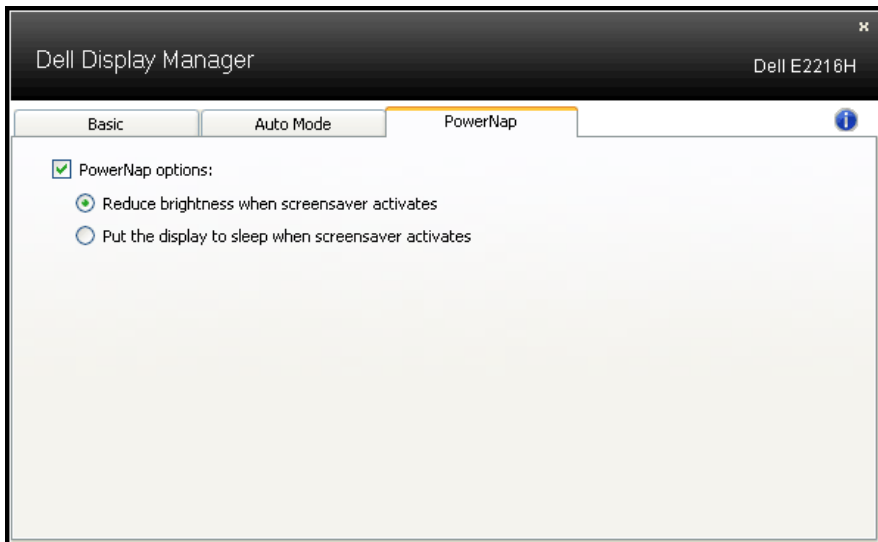 x
Dell Display Manager
Dell E2216H
Basic
Auto Mode
PowerNap
i
PowerNap options:
Reduce brightness when screensaver activates
Put the display to sleep when screensaver activates